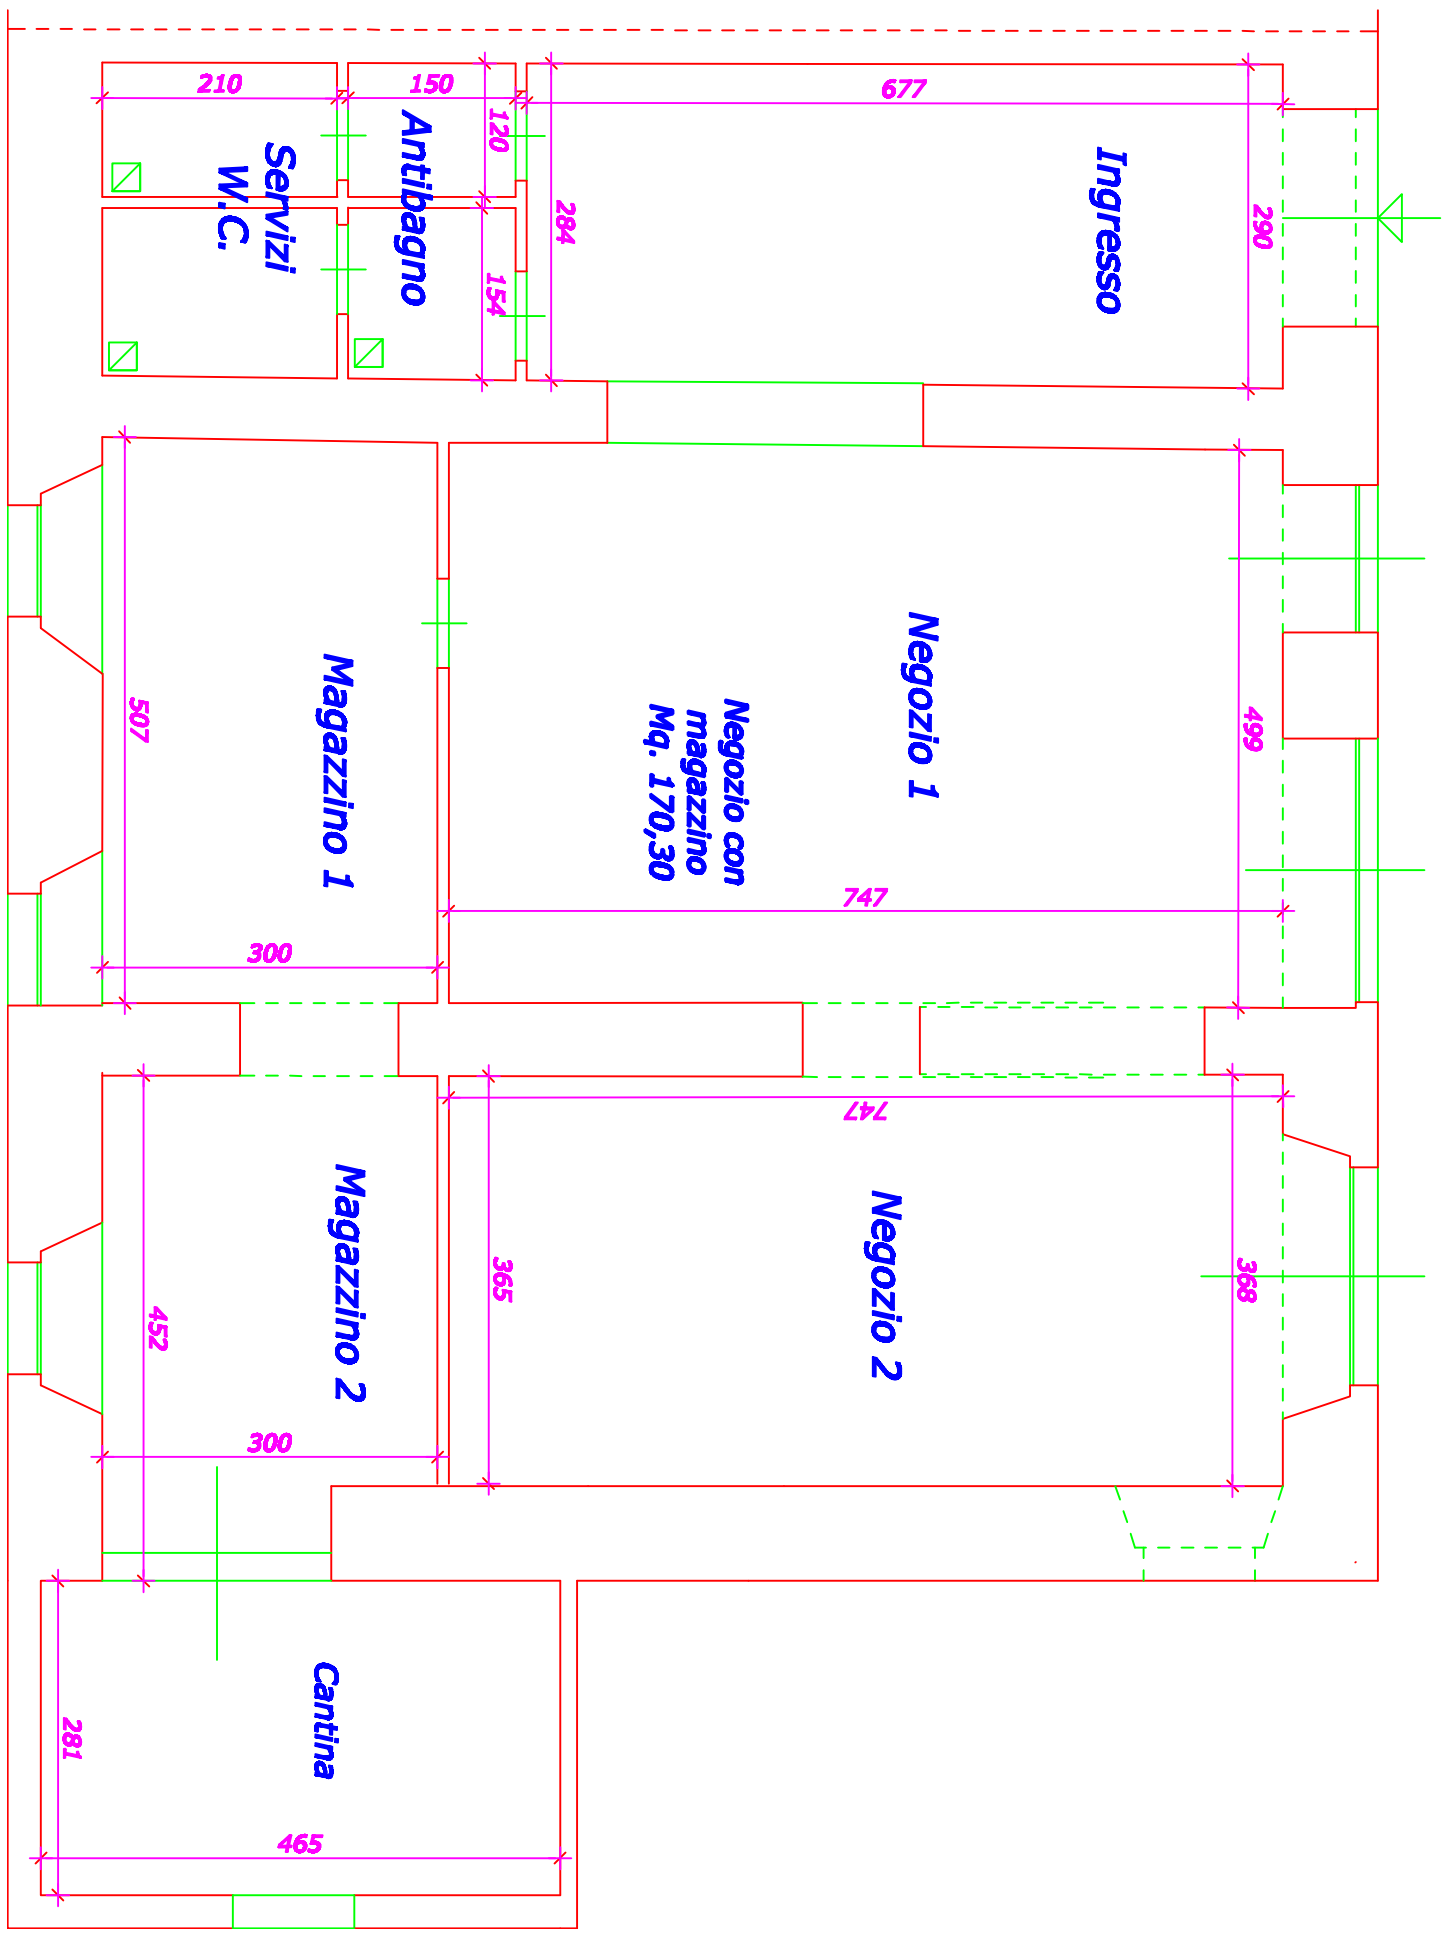 210
150
677
120
Antibagno
Servizi
W.C.
Ingresso
284
290
154
Negozio 1
Magazzino 1
507
Negozio con
magazzino
Mq. 170,30
499
747
300
747
Magazzino 2
Negozio 2
365
368
452
300
Cantina
281
465